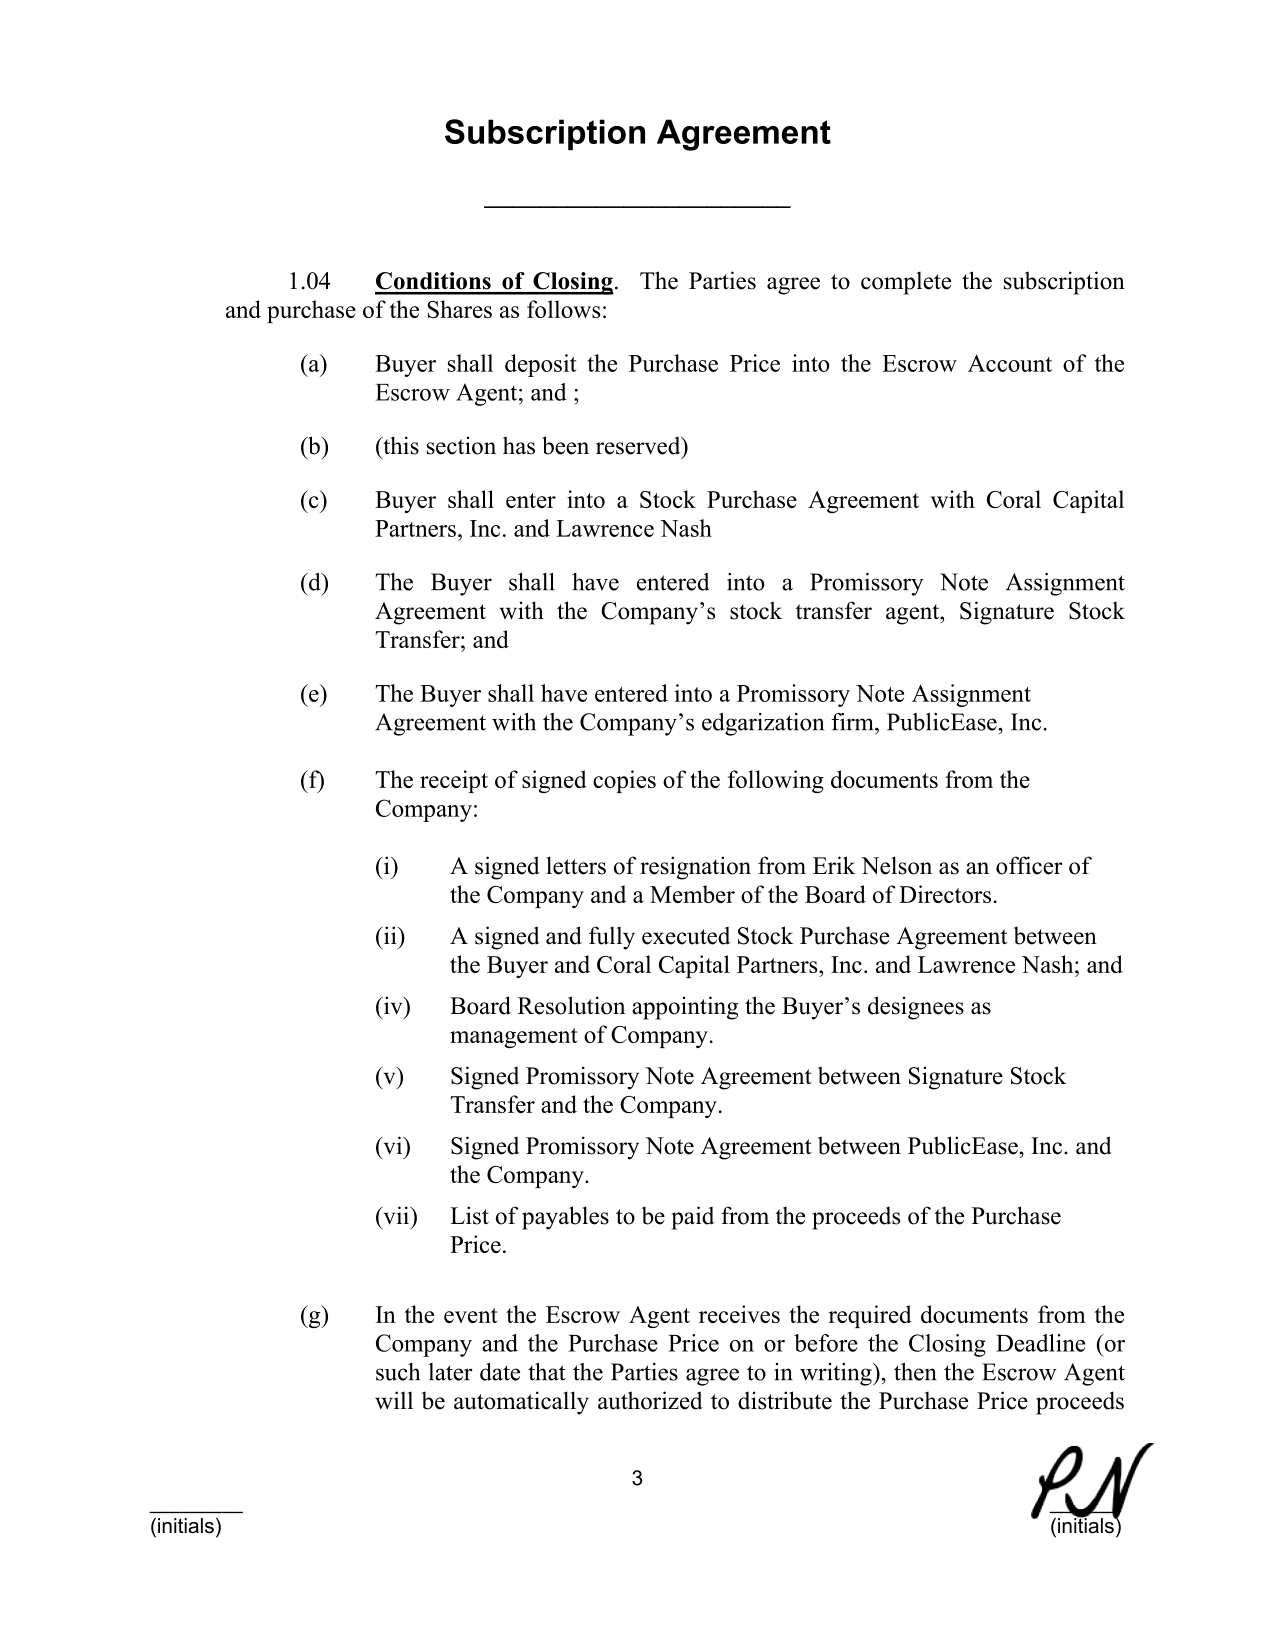 Subscription Agreement
1.04 Conditions of Closing. The Parties agree to complete the subscription
and purchase of the Shares as follows:
(a) Buyer shall deposit the Purchase Price into the Escrow Account of the
Escrow Agent; and ;
(b) (this section has been reserved)
(c) Buyer shall enter into a Stock Purchase Agreement with Coral Capital
Partners, Inc. and Lawrence Nash
(d) The Buyer shall have entered into a Promissory Note Assignment
Agreement with the Company’s stock transfer agent, Signature Stock
Transfer; and
(e) The Buyer shall have entered into a Promissory Note Assignment
Agreement with the Company’s edgarization firm, PublicEase, Inc.
(f) The receipt of signed copies of the following documents from the
Company:
(i) A signed letters of resignation from Erik Nelson as an officer of
the Company and a Member of the Board of Directors.
(ii) A signed and fully executed Stock Purchase Agreement between
the Buyer and Coral Capital Partners, Inc. and Lawrence Nash; and
(iv) Board Resolution appointing the Buyer’s designees as
management of Company.
(v) Signed Promissory Note Agreement between Signature Stock
Transfer and the Company.
(vi) Signed Promissory Note Agreement between PublicEase, Inc. and
the Company.
(vii) List of payables to be paid from the proceeds of the Purchase
Price.
(g) In the event the Escrow Agent receives the required documents from the
Company and the Purchase Price on or before the Closing Deadline (or
such later date that the Parties agree to in writing), then the Escrow Agent
will be automatically authorized to distribute the Purchase Price proceeds
3
PN
(initials) (initials)